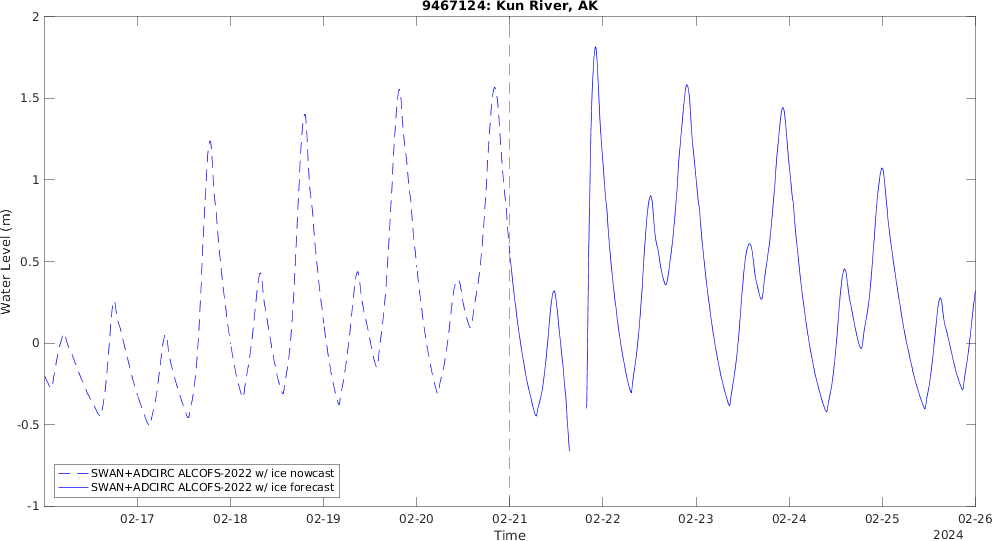 9467124: Kun River, AK
2
1.5
1
0.5
0
-0.5
-1
Water Level (m)
SWAN+ADCIRC ALCOFS-2022 w/ ice nowcast
SWAN+ADCIRC ALCOFS-2022 w/ ice forecast
02-17 02-18 02-19 02-20 02-21 02-22 02-23 02-24 02-25 02-26
Time
2024